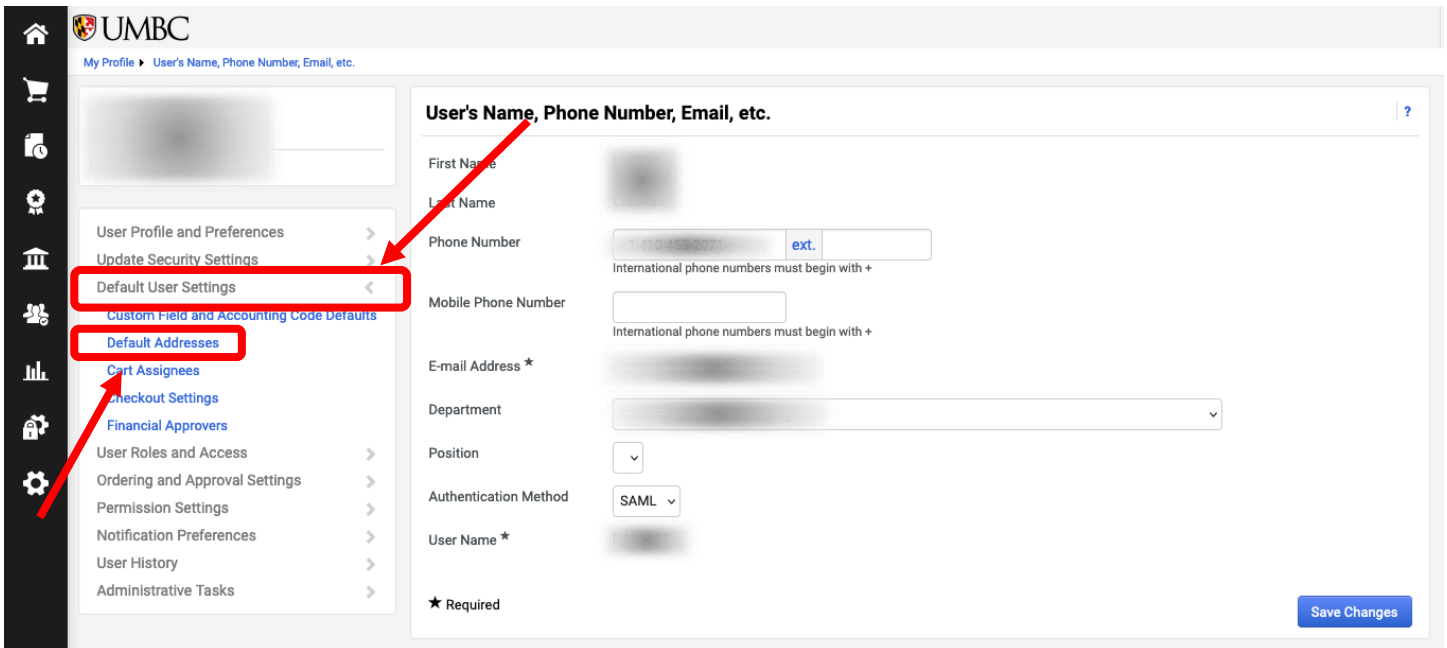 UMBC
My Profile User's Name, Phone Number, Email, etc.
User Profile and Preferences
Update Security Settings
Default User Settings
Custom Field and Accounting Code Defaults
Default Addresses
Cart Assignees
Checkout Settings
Financial Approvers
User Roles and Access
Ordering and Approval Settings
Permission Settings
Notification Preferences
User History
Administrative Tasks
User's Name, Phone Number, Email, etc.
?
First Name
Last Name
Phone Number
ext.
International phone numbers must begin with +
Mobile Phone Number
International phone numbers must begin with +
E-mail Address ★
Department
Position
Authentication Method SAML
User Name ★
★ Required
Save Changes